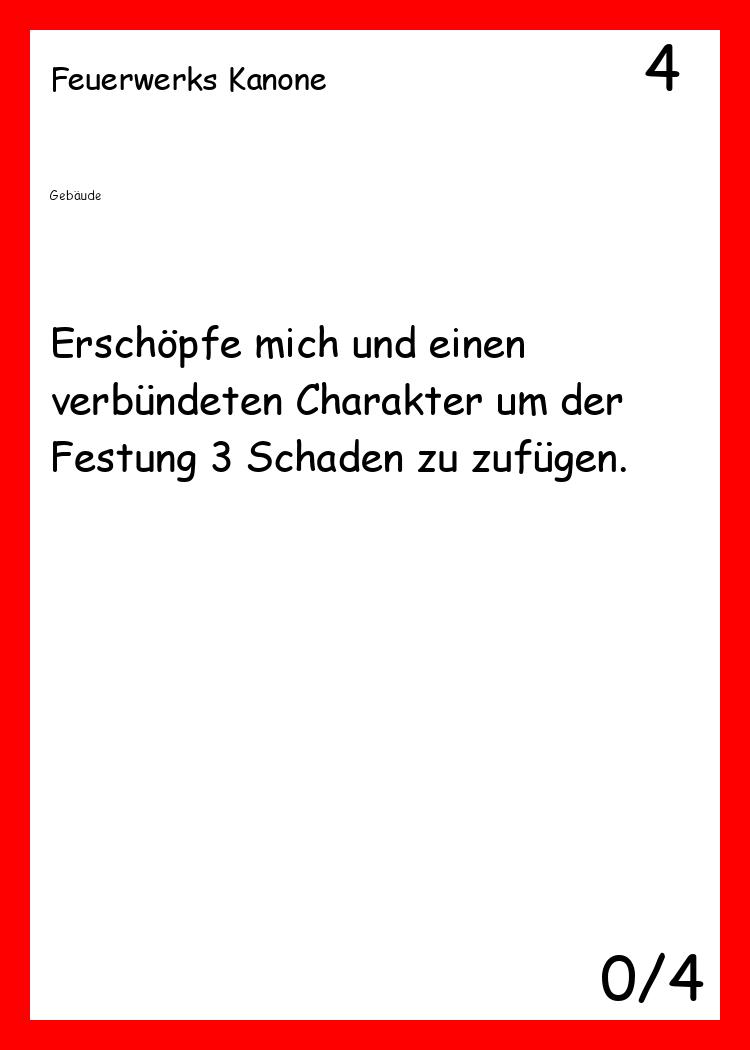 Feuerwerks Kanone
4
Gebäude
Erschöpfe mich und einen
verbündeten Charakter um der
Festung 3 Schaden zu zufügen.
0/4